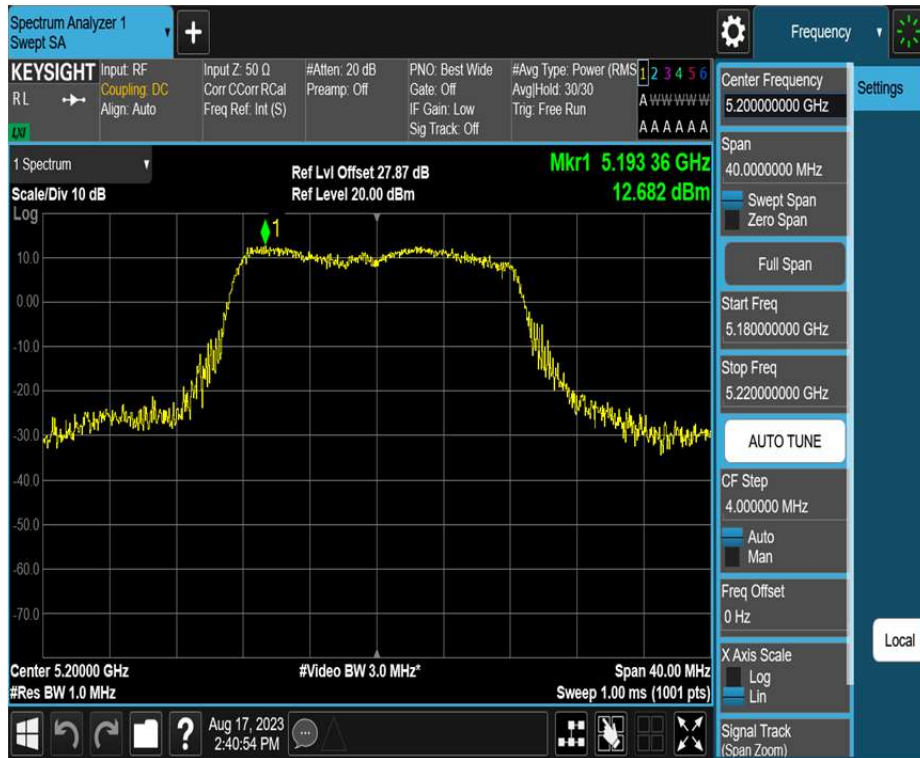 Spectrum Analyzer 1
Swept SA
+
Frequency
KEYSIGHT
R L
LXI
Input: RF
Coupling: DC
Align: Auto
Input Z: 50 Ω
Corr CCorr RCal
Freq Ref: Int (S)
#Atten: 20 dB
Preamp: Off
PNO: Best Wide
Gate: Off
IF Gain: Low
Sig Track: Off
#Avg Type: Power (RMS
Avg|Hold: 30/30
Trig: Free Run
1 2 3 4 5 6
A W W W W W
A A A A A A
1 Spectrum
Scale/Div 10 dB
Log
Ref Lvl Offset 27.87 dB
Ref Level 20.00 dBm
Mkr1 5.193 36 GHz
12.682 dBm
1
10.0
0.00
-10.0
-20.0
-30.0
-40.0
-50.0
-60.0
-70.0
Center 5.20000 GHz
#Res BW 1.0 MHz
#Video BW 3.0 MHz*
Span 40.00 MHz
Sweep 1.00 ms (1001 pts)
?
Aug 17, 2023
2:40:54 PM
Center Frequency
5.20000000 GHz
Settings
Span
40.0000000 MHz
Swept Span
Zero Span
Full Span
Start Freq
5.180000000 GHz
Stop Freq
5.220000000 GHz
AUTO TUNE
CF Step
4.000000 MHz
Auto
Man
Freq Offset
0 Hz
X Axis Scale
Log
Lin
Local
Signal Track
(Span Zoom)